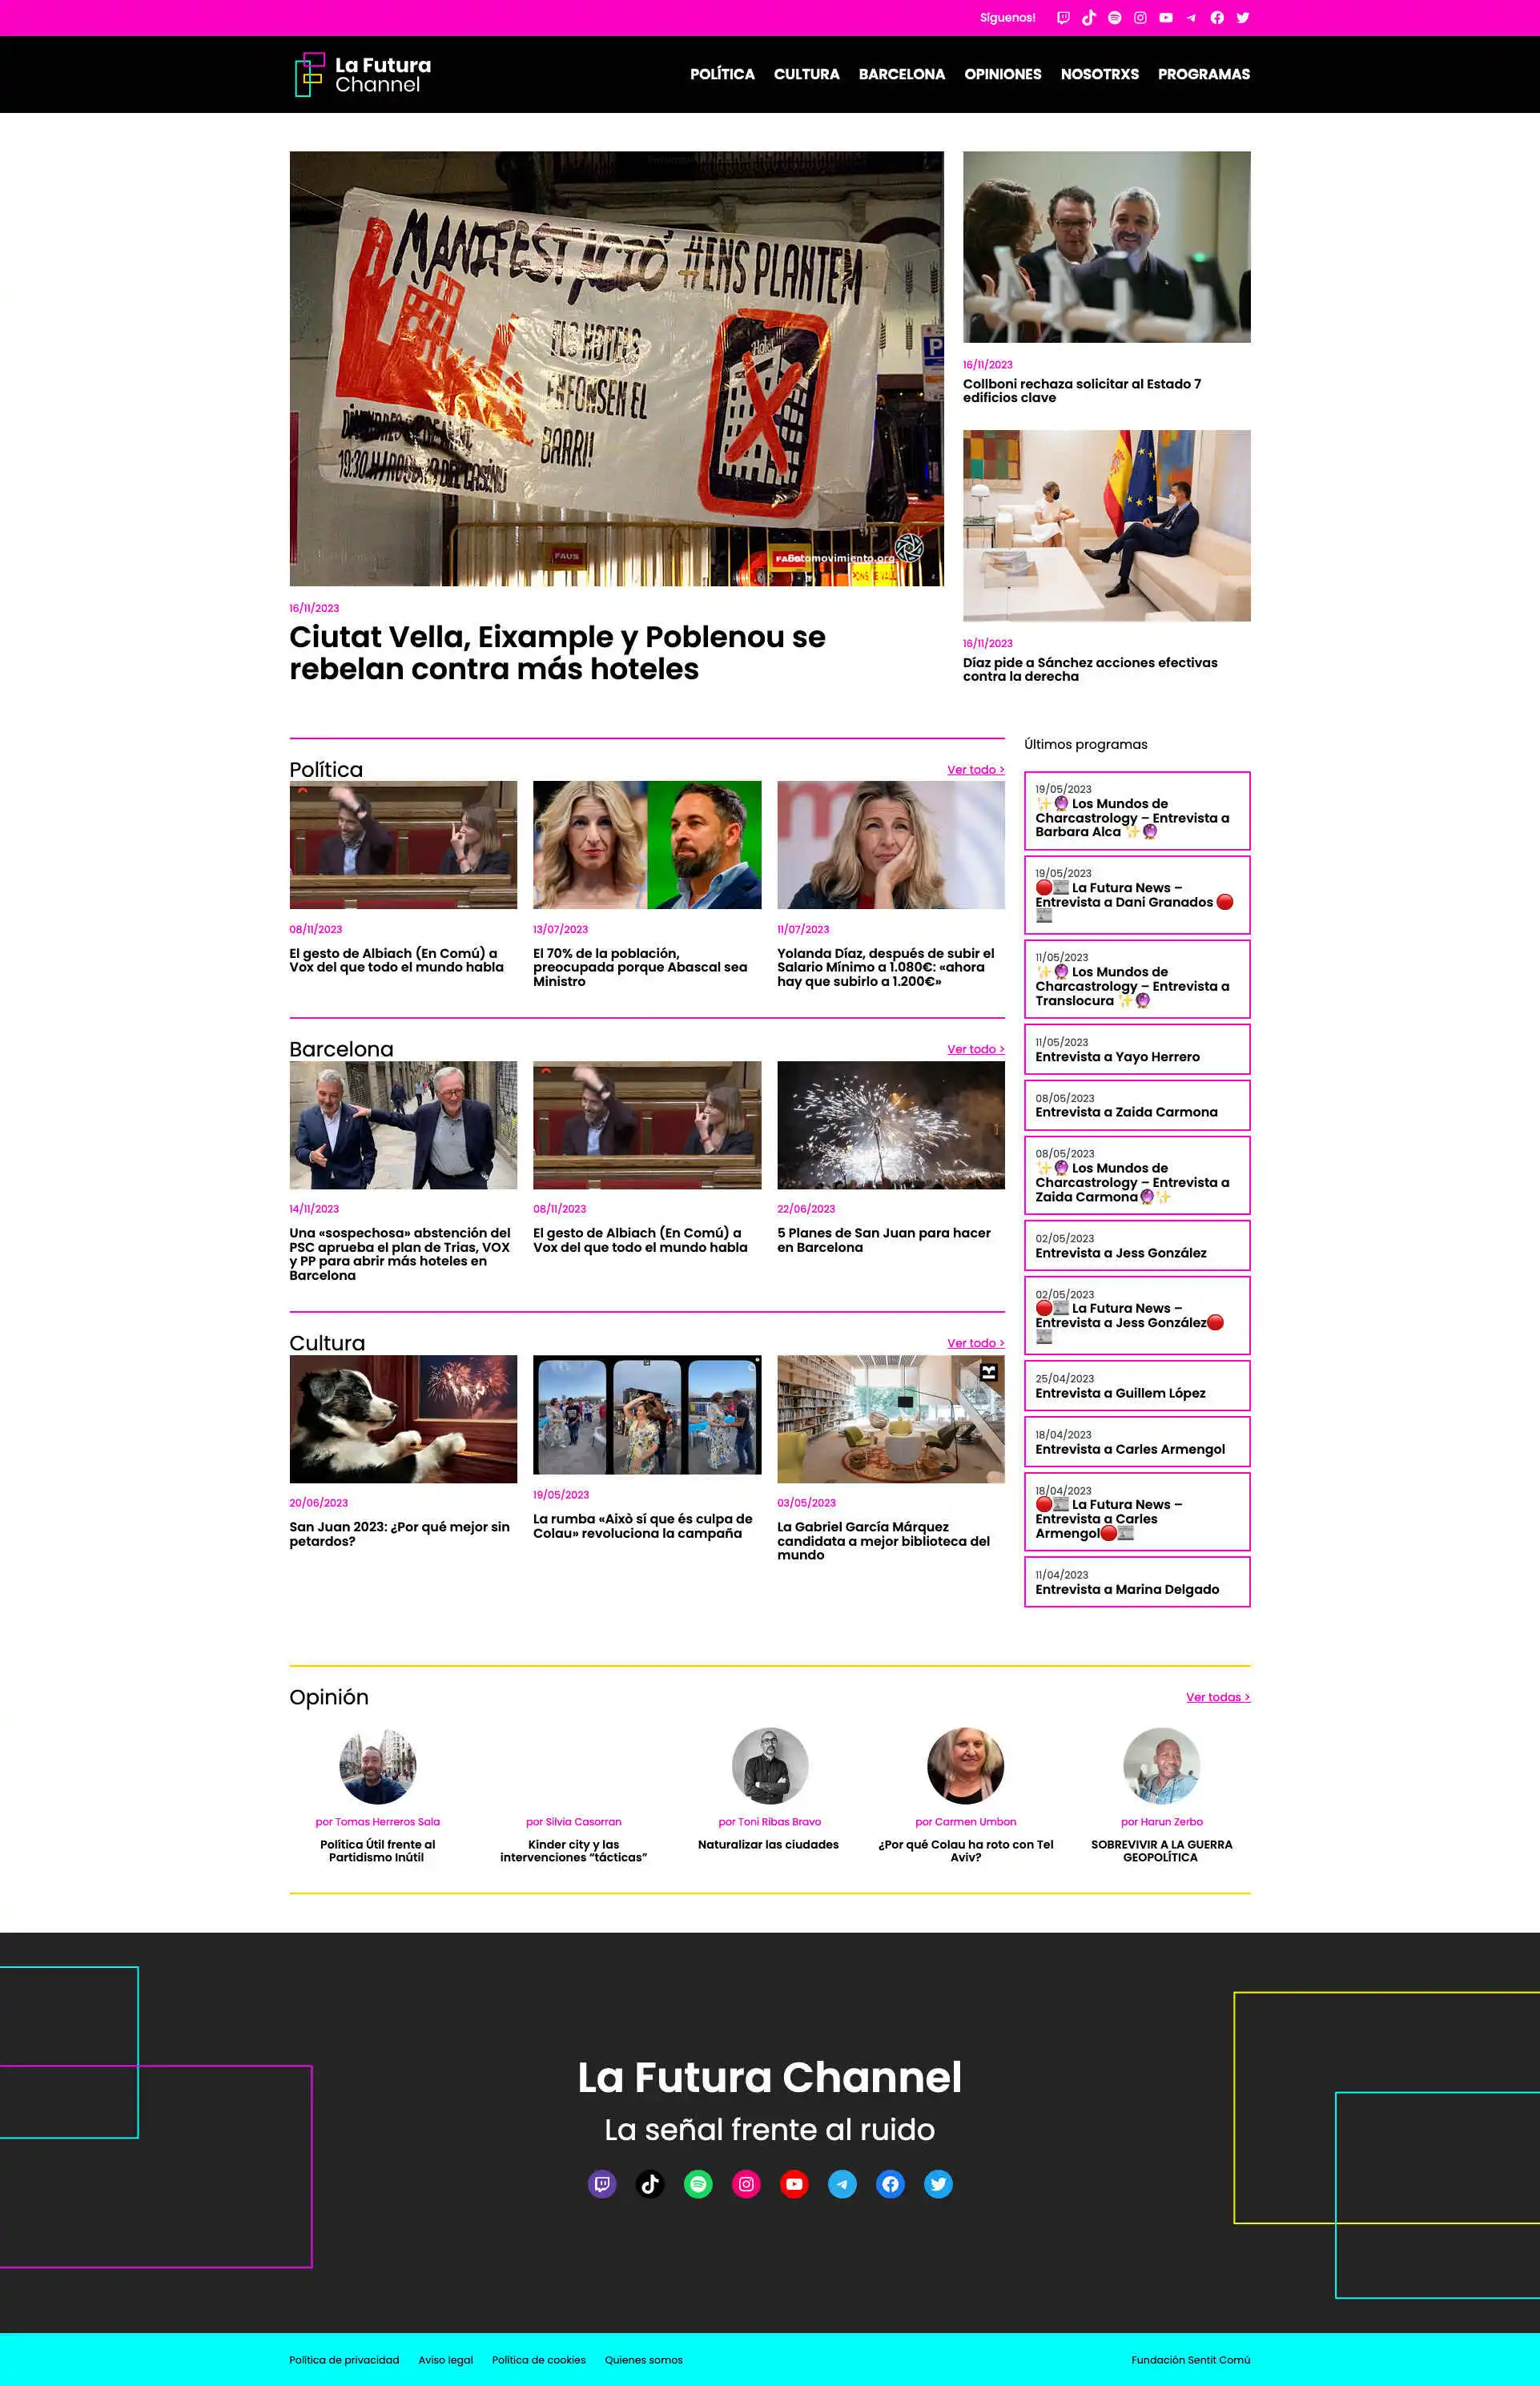 Síguenos!
La Futura
Channel
POLÍTICA CULTURA BARCELONA OPINIONES NOSOTRXS PROGRAMAS
MANIFESTACIÓ #ENS PLANTEM
ELS HOTELS
ENFONSEN EL
BARRI!
Hotel
P
FAUS
Fotomovimiento.org
16/11/2023
Ciutat Vella, Eixample y Poblenou se
rebelan contra más hoteles
16/11/2023
Collboni rechaza solicitar al Estado 7
edificios clave
16/11/2023
Díaz pide a Sánchez acciones efectivas
contra la derecha
Política
Ver todo >
08/11/2023
El gesto de Albiach (En Comú) a
Vox del que todo el mundo habla
13/07/2023
El 70% de la población,
preocupada porque Abascal sea
Ministro
11/07/2023
Yolanda Díaz, después de subir el
Salario Mínimo a 1.080€: «ahora
hay que subirlo a 1.200€»
Barcelona
Ver todo >
14/11/2023
Una «sospechosa» abstención del
PSC aprueba el plan de Trias, VOX
y PP para abrir más hoteles en
Barcelona
08/11/2023
El gesto de Albiach (En Comú) a
Vox del que todo el mundo habla
22/06/2023
5 Planes de San Juan para hacer
en Barcelona
Cultura
Ver todo >
20/06/2023
San Juan 2023: ¿Por qué mejor sin
petardos?
19/05/2023
La rumba «Això sí que és culpa de
Colau» revoluciona la campaña
03/05/2023
La Gabriel García Márquez
candidata a mejor biblioteca del
mundo
Últimos programas
19/05/2023
✨🔮 Los Mundos de
Charcastrology – Entrevista a
Barbara Alca ✨🔮
19/05/2023
🔴📰 La Futura News –
Entrevista a Dani Granados 🔴
📰
11/05/2023
✨🔮 Los Mundos de
Charcastrology – Entrevista a
Translocura ✨🔮
11/05/2023
Entrevista a Yayo Herrero
08/05/2023
Entrevista a Zaida Carmona
08/05/2023
✨🔮 Los Mundos de
Charcastrology – Entrevista a
Zaida Carmona🔮✨
02/05/2023
Entrevista a Jess González
02/05/2023
🔴📰 La Futura News –
Entrevista a Jess González🔴
📰
25/04/2023
Entrevista a Guillem López
18/04/2023
Entrevista a Carles Armengol
18/04/2023
🔴📰 La Futura News –
Entrevista a Carles
Armengol🔴📰
11/04/2023
Entrevista a Marina Delgado
Opinión
Ver todas >
por Tomas Herreros Sala
Política Útil frente al
Partidismo Inútil
por Silvia Casorran
Kinder city y las
intervenciones “tácticas”
por Toni Ribas Bravo
Naturalizar las ciudades
por Carmen Umbon
¿Por qué Colau ha roto con Tel
Aviv?
por Harun Zerbo
SOBREVIVIR A LA GUERRA
GEOPOLÍTICA
La Futura Channel
La señal frente al ruido
Política de privacidad Aviso legal Política de cookies Quienes somos
Fundación Sentit Comú